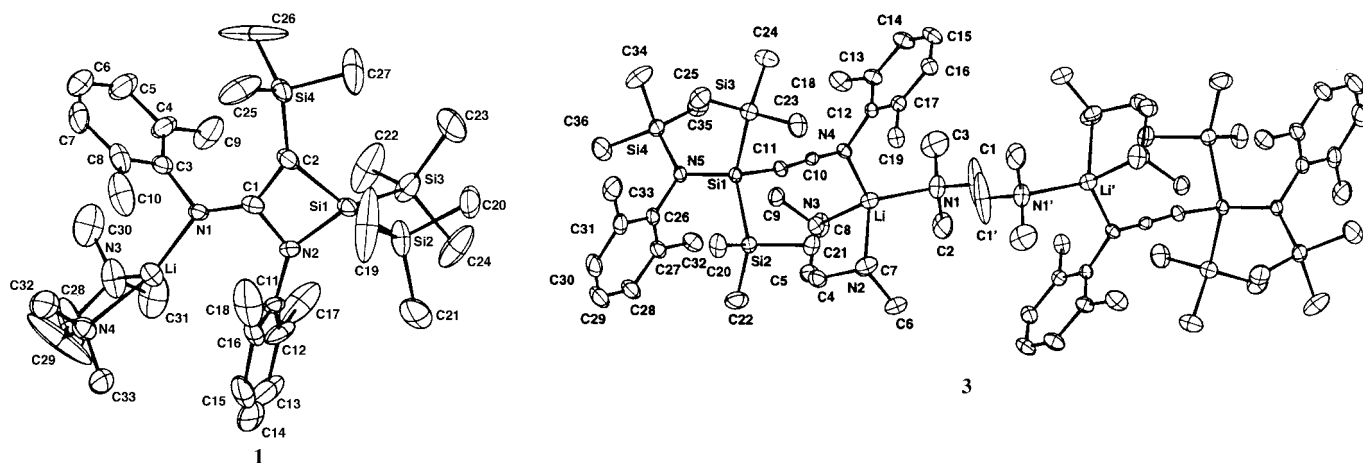 C26
C6
C5
C27
C4
C25
Si4
C7
C9
C22
C23
C8
C3
C2
C10
C1
Si3
C30
N1
Si1
C20
N3
N2
C19
Si2
C24
Li
C32
C28
C11
C31
C18
C17
C21
N4
C16
C12
C29
C33
C15
C13
C14
1
C14
C24
C15
C34
C13
C25
Si3
C18
C16
C12
C23
C17
C36
C35
N4
C3
C1
Si4
C11
C19
N5
Si1
C10
C33
N3
Li
N1
N1'
Li'
C26
C9
C31
C8
C2
C1'
C32
C20
C21
C7
C27
Si2
C5
C30
C4
N2
C28
C29
C22
C6
3